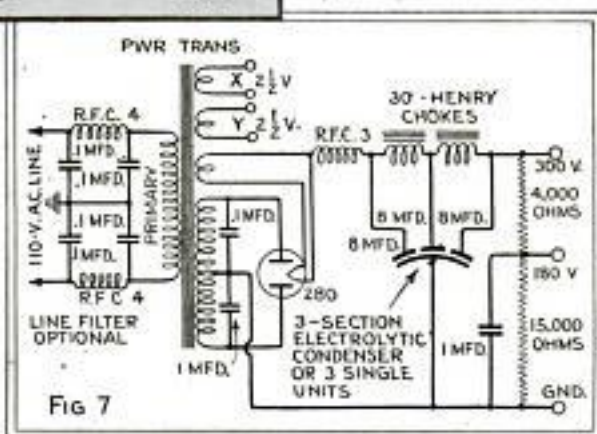 PWR TRANS
X 2½ V
Y 2½ V.
R.F.C. 4
.1 MFD.
.1 MFD.
.1 MFD.
.1 MFD.
R F C 4
110-V. A.C. LINE
PRIMARY
LINE FILTER
OPTIONAL
.1 MFD.
.1 MFD.
280
R.F.C. 3
30-HENRY
CHOKES
8 MFD.
8 MFD.
8 MFD.
3-SECTION
ELECTROLYTIC
CONDENSER
OR 3 SINGLE
UNITS
300 V.
4,000
OHMS
180 V
15,000
OHMS
1 MFD.
GND.
FIG 7